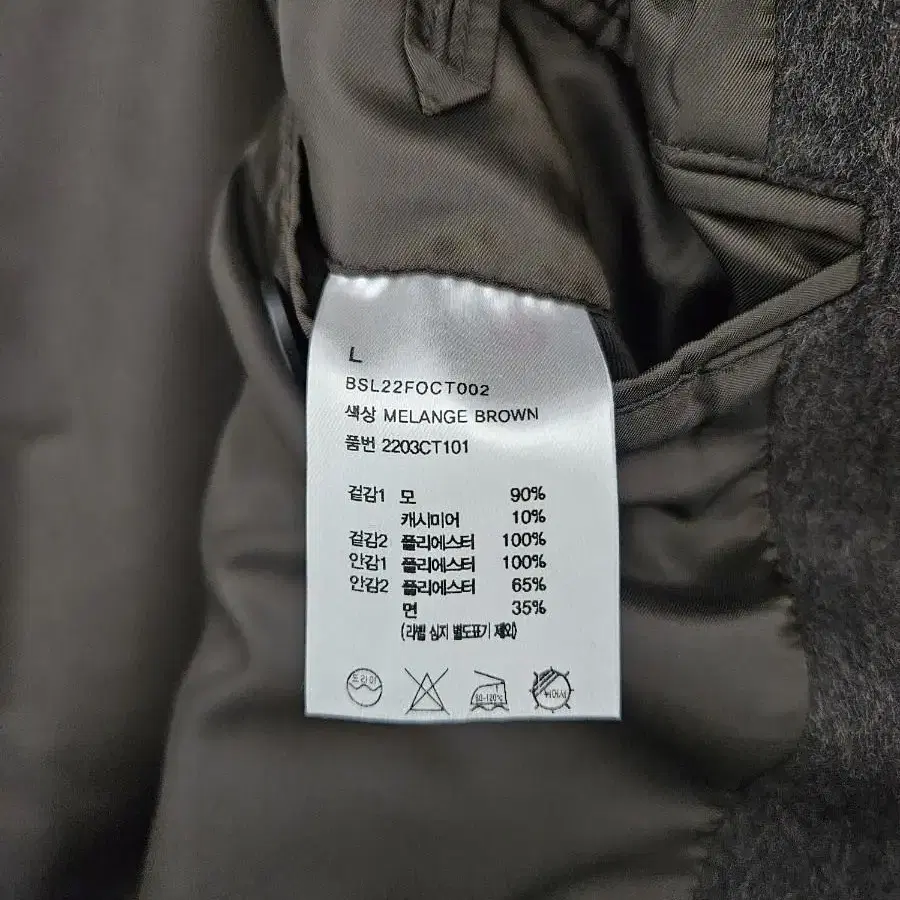 L
BSL22FOCT002
색상 MELANGE BROWN
품번 2203CT101
겉감1 모 90%
캐시미어 10%
겉감2 폴리에스터 100%
안감1 폴리에스터 100%
안감2 폴리에스터 65%
면 35%
(라벨 심지 별도표기 제외)
드라이 80-120℃